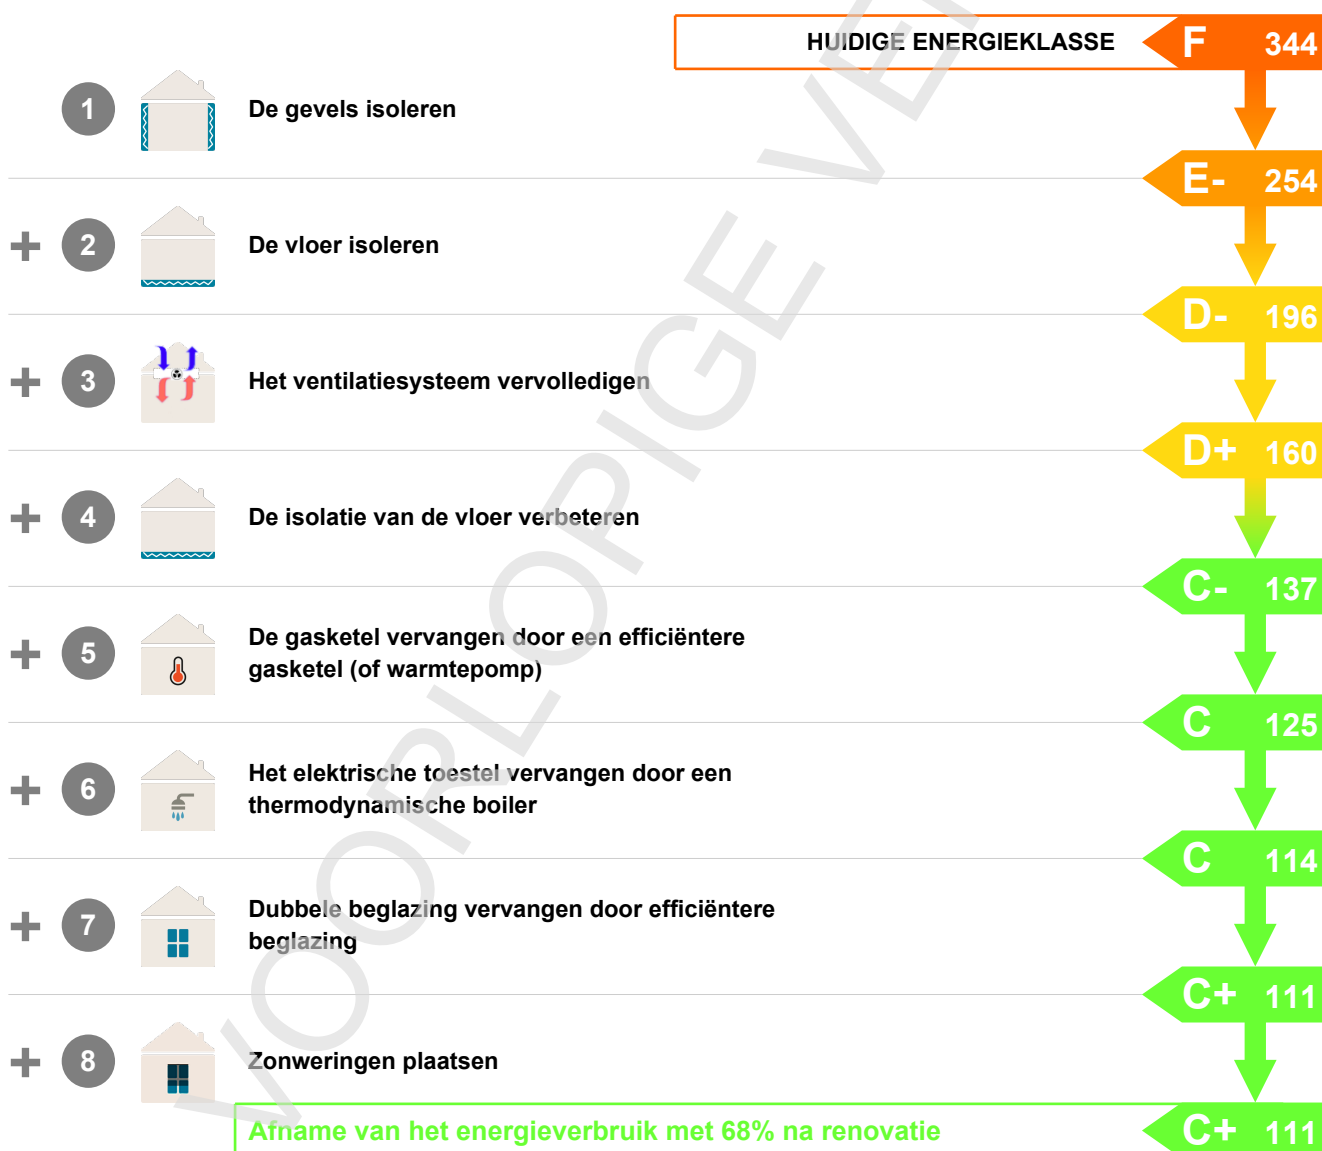 HUIDIGE ENERGIEKLASSE F 344
1 De gevels isoleren
E- 254
+ 2 De vloer isoleren
D- 196
+ 3 Het ventilatiesysteem vervolledigen
D+ 160
+ 4 De isolatie van de vloer verbeteren
C- 137
+ 5 De gasketel vervangen door een efficiëntere
gasketel (of warmtepomp)
C 125
+ 6 Het elektrische toestel vervangen door een
thermodynamische boiler
C 114
+ 7 Dubbele beglazing vervangen door efficiëntere
beglazing
C+ 111
+ 8 Zonweringen plaatsen
Afname van het energieverbruik met 68% na renovatie C+ 111
VOORLOPIGE